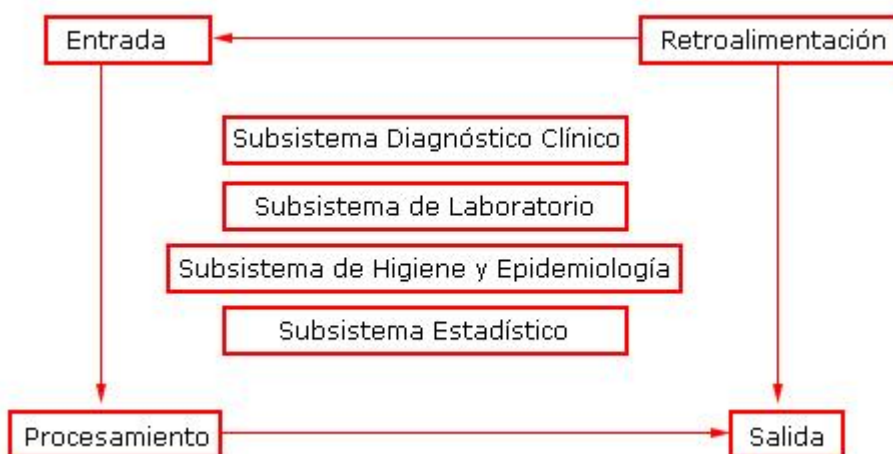 Entrada
Retroalimentación
Subsistema Diagnóstico Clínico
Subsistema de Laboratorio
Subsistema de Higiene y Epidemiología
Subsistema Estadístico
Procesamiento
Salida